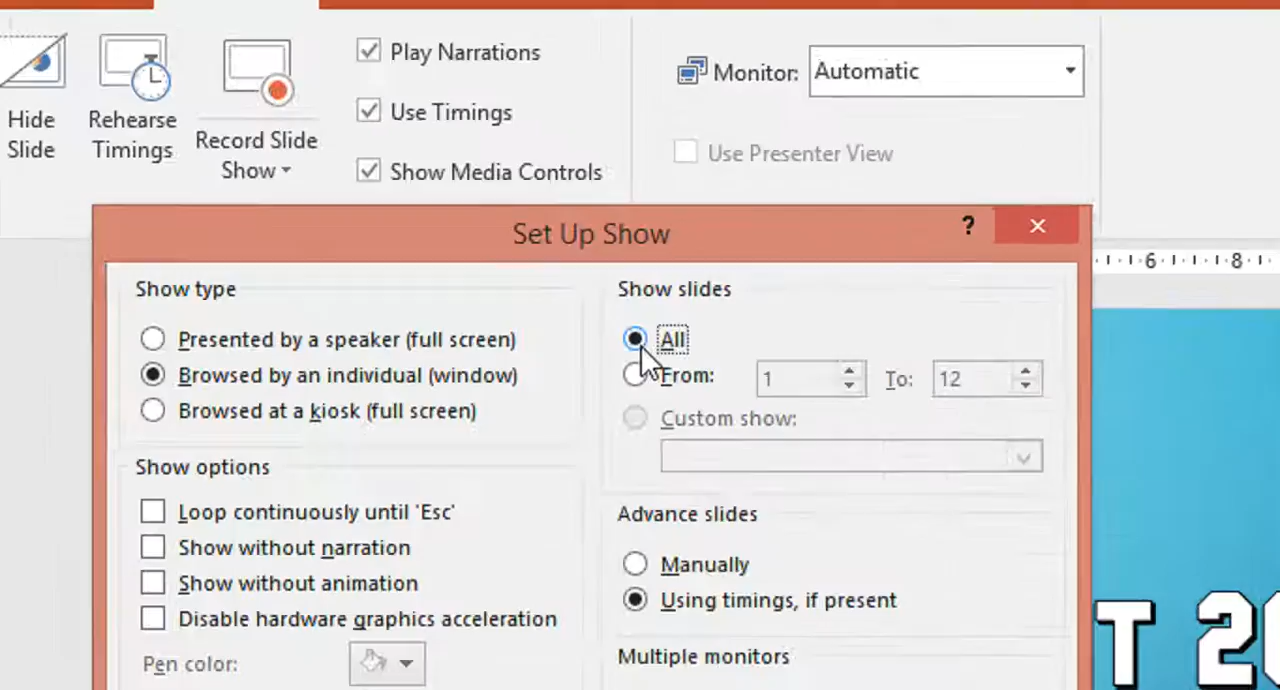 Hide
Slide
Rehearse
Timings
Record Slide
Show
Play Narrations
Use Timings
Show Media Controls
Monitor:
Automatic
Use Presenter View
Set Up Show
?
6 8
Show type
Presented by a speaker (full screen)
Browsed by an individual (window)
Browsed at a kiosk (full screen)
Show options
Loop continuously until 'Esc'
Show without narration
Show without animation
Disable hardware graphics acceleration
Pen color:
Show slides
All
From: 1 To: 12
Custom show:
Advance slides
Manually
Using timings, if present
Multiple monitors
T 20